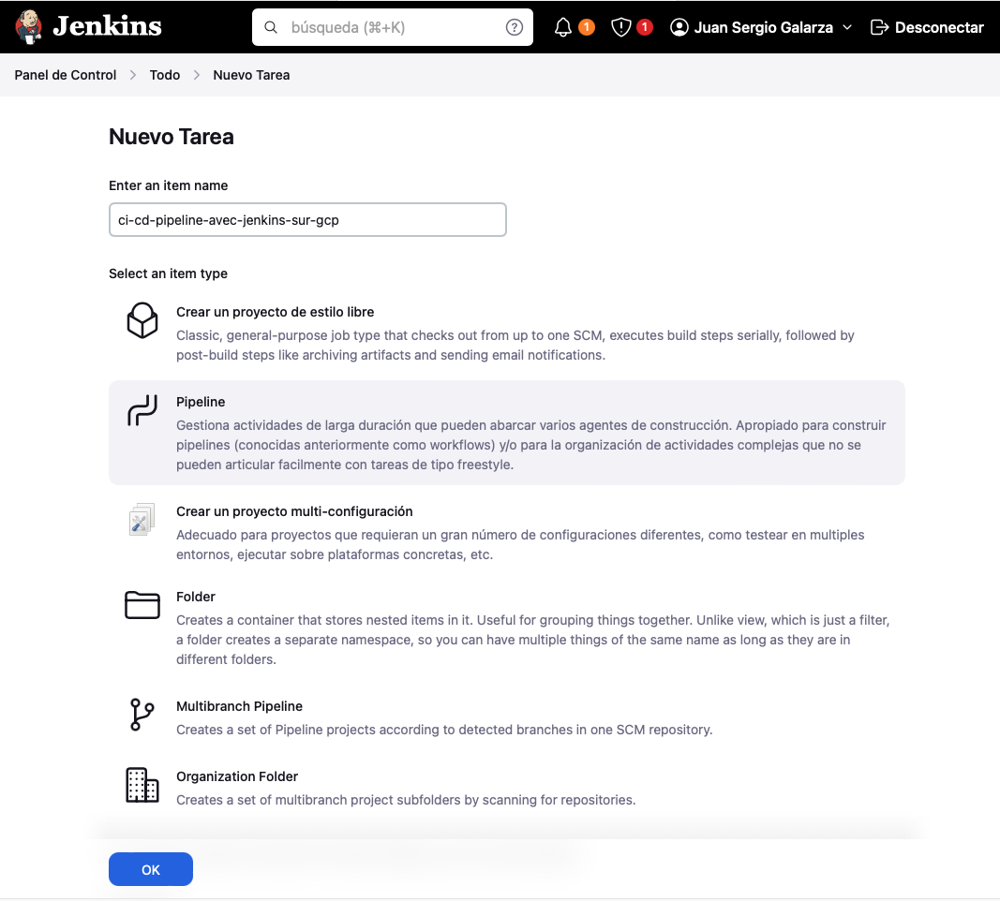 Jenkins
búsqueda (⌘+K)
?
1
1
Juan Sergio Galarza
Desconectar
Panel de Control
Todo
Nuevo Tarea
Nuevo Tarea
Enter an item name
ci-cd-pipeline-avec-jenkins-sur-gcp
Select an item type
Crear un proyecto de estilo libre
Classic, general-purpose job type that checks out from up to one SCM, executes build steps serially, followed by
post-build steps like archiving artifacts and sending email notifications.
Pipeline
Gestiona actividades de larga duración que pueden abarcar varios agentes de construcción. Apropiado para construir
pipelines (conocidas anteriormente como workflows) y/o para la organización de actividades complejas que no se
pueden articular facilmente con tareas de tipo freestyle.
Crear un proyecto multi-configuración
Adecuado para proyectos que requieran un gran número de configuraciones diferentes, como testear en multiples
entornos, ejecutar sobre plataformas concretas, etc.
Folder
Creates a container that stores nested items in it. Useful for grouping things together. Unlike view, which is just a filter,
a folder creates a separate namespace, so you can have multiple things of the same name as long as they are in
different folders.
Multibranch Pipeline
Creates a set of Pipeline projects according to detected branches in one SCM repository.
Organization Folder
Creates a set of multibranch project subfolders by scanning for repositories.
OK